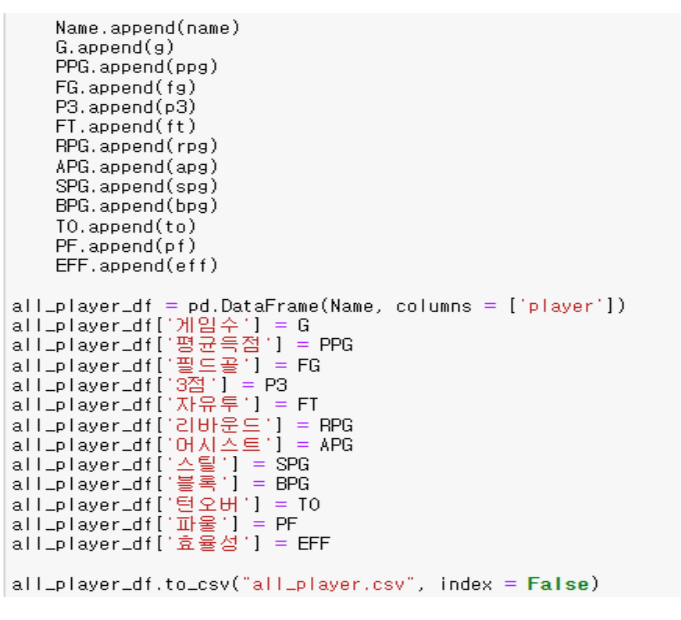 Name.append(name)
G.append(g)
PPG.append(ppg)
FG.append(fg)
P3.append(p3)
FT.append(ft)
RPG.append(rpg)
APG.append(apg)
SPG.append(spg)
BPG.append(bpg)
TO.append(to)
PF.append(pf)
EFF.append(eff)
all_player_df = pd.DataFrame(Name, columns = ['player'])
all_player_df['게임수'] = G
all_player_df['평균득점'] = PPG
all_player_df['필드골'] = FG
all_player_df['3점'] = P3
all_player_df['자유투'] = FT
all_player_df['리바운드'] = RPG
all_player_df['어시스트'] = APG
all_player_df['스틸'] = SPG
all_player_df['블록'] = BPG
all_player_df['턴오버'] = TO
all_player_df['파울'] = PF
all_player_df['효율성'] = EFF
all_player_df.to_csv("all_player.csv", index = False)